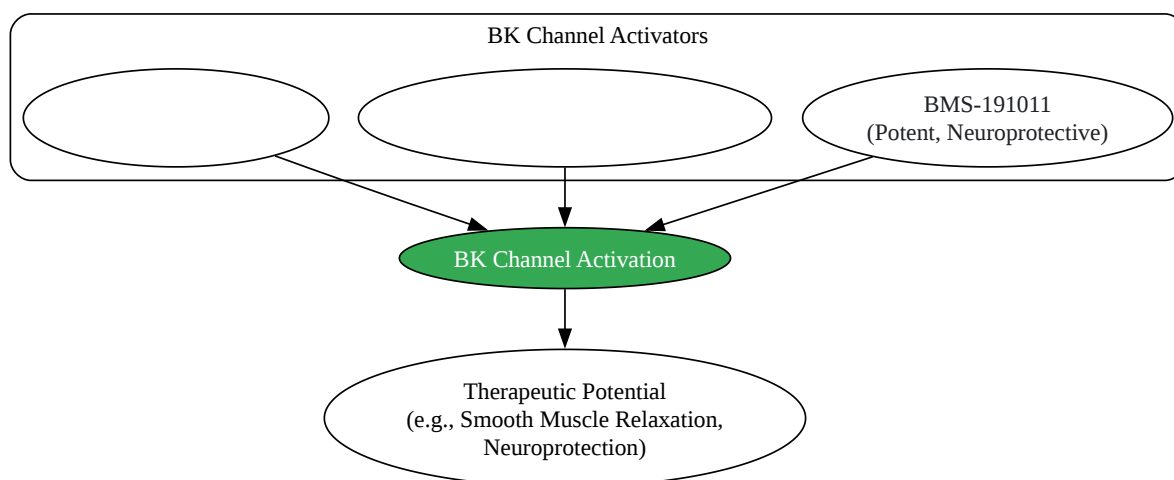 BK Channel Activators
BMS-191011
(Potent, Neuroprotective)
BK Channel Activation
Therapeutic Potential
(e.g., Smooth Muscle Relaxation,
Neuroprotection)